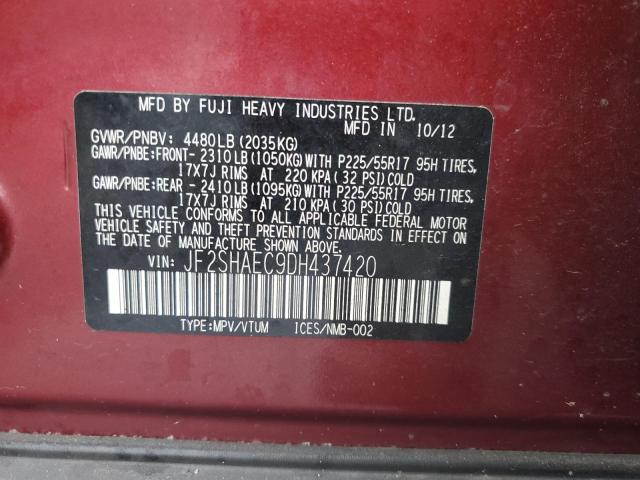 MFD BY FUJI HEAVY INDUSTRIES LTD.
MFD IN 10/12
GVWR/PNBV: 4480LB(2035KG)
GAWR/PNBE:FRONT- 2310LB(1050KG)WITH P225/55R17 95H TIRES,
17X7J RIMS AT 220 KPA(32 PSI)COLD
GAWR/PNBE:REAR - 2410LB(1095KG)WITH P225/55R17 95H TIRES,
17X7J RIMS AT 210 KPA(30 PSI)COLD
THIS VEHICLE CONFORMS TO ALL APPLICABLE FEDERAL MOTOR
VEHICLE SAFETY AND THEFT PREVENTION STANDARDS IN EFFECT
ON THE DATE OF MANUFACTURE SHOWN ABOVE.
VIN: JF2SHAEC9DH437420
TYPE:MPV/VTUM ICES/NMB-002